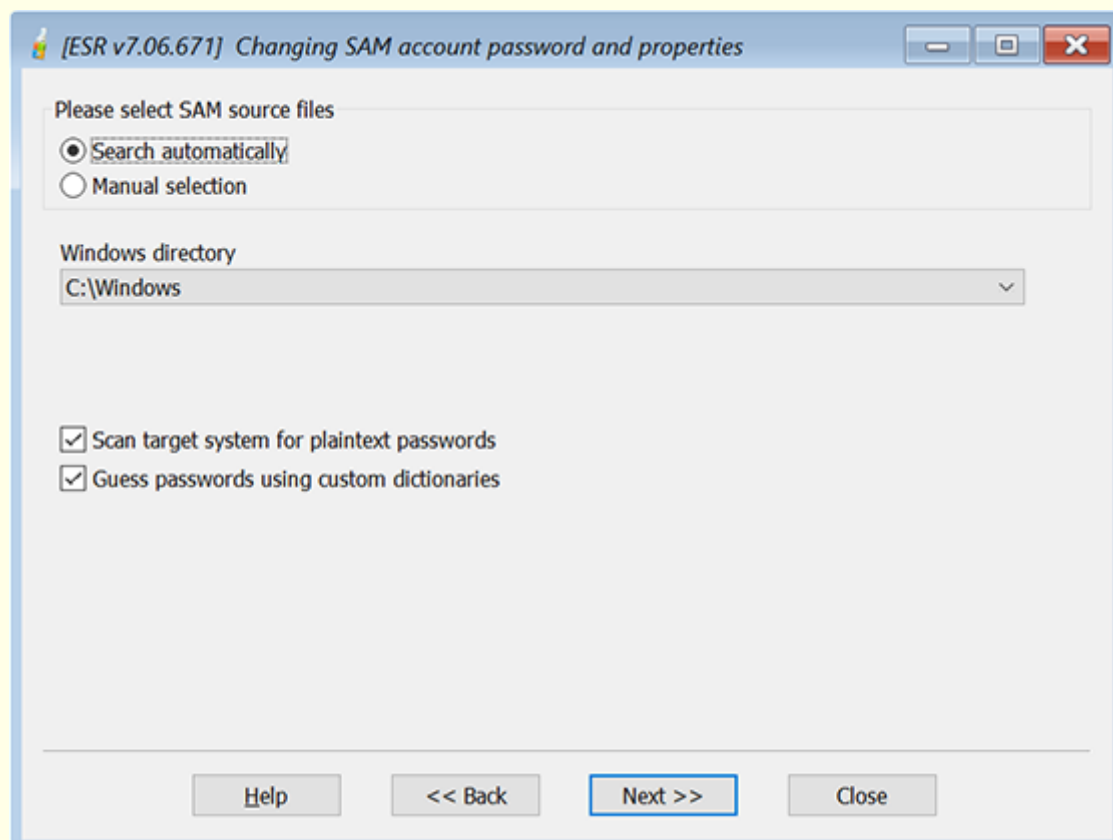 [ESR v7.06.671] Changing SAM account password and properties
Please select SAM source files
Search automatically
Manual selection
Windows directory
C:\Windows
Scan target system for plaintext passwords
Guess passwords using custom dictionaries
Help
<< Back
Next >>
Close